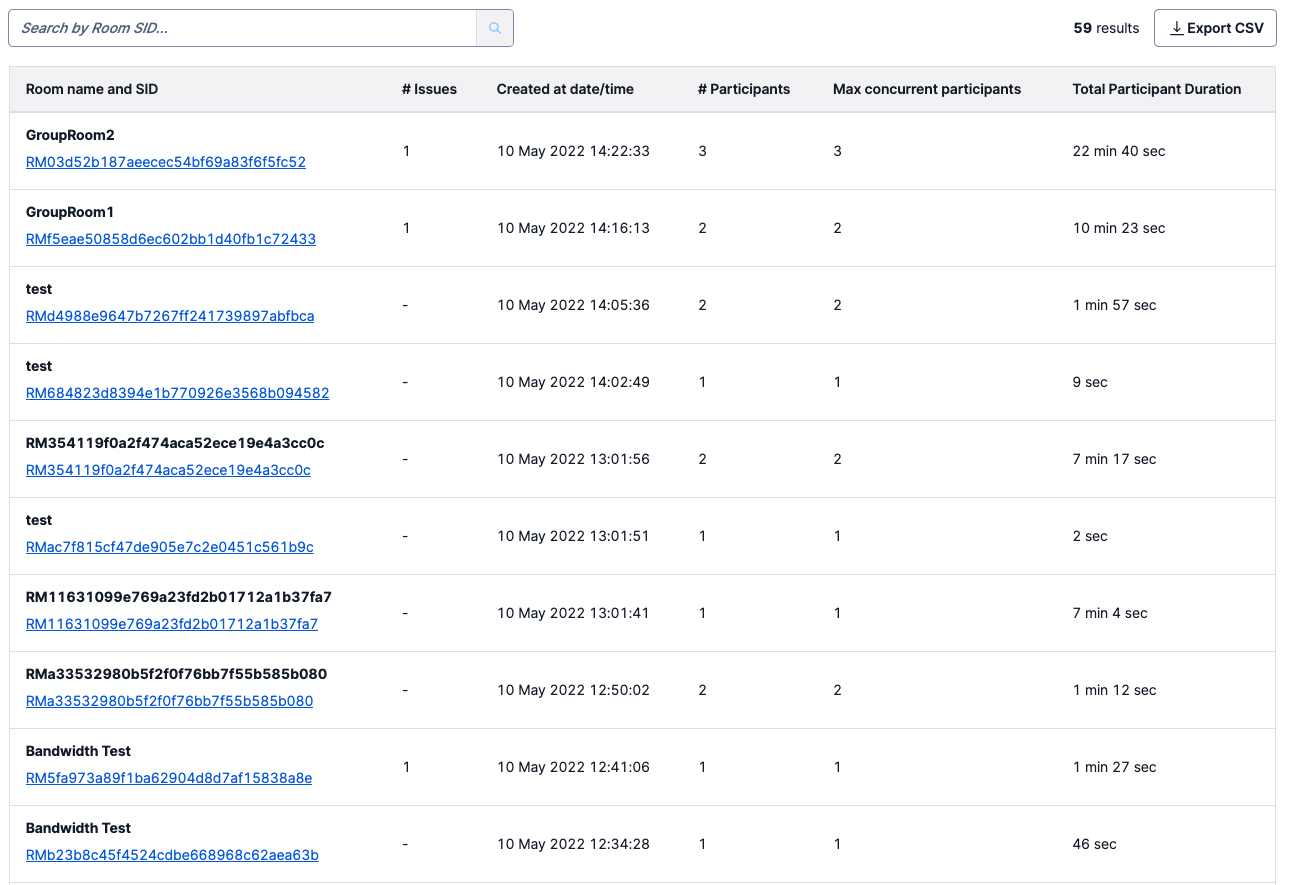 Search by Room SID...
59 results
Export CSV
Room name and SID # Issues Created at date/time # Participants Max concurrent participants Total Participant Duration
GroupRoom2
RM03d52b187aeecec54bf69a83f6f5fc52
1 10 May 2022 14:22:33 3 3 22 min 40 sec
GroupRoom1
RMf5eae50858d6ec602bb1d40fb1c72433
1 10 May 2022 14:16:13 2 2 10 min 23 sec
test
RMd4988e9647b7267ff241739897abfbca
- 10 May 2022 14:05:36 2 2 1 min 57 sec
test
RM684823d8394e1b770926e3568b094582
- 10 May 2022 14:02:49 1 1 9 sec
RM354119f0a2f474aca52ece19e4a3cc0c
RM354119f0a2f474aca52ece19e4a3cc0c
- 10 May 2022 13:01:56 2 2 7 min 17 sec
test
RMac7f815cf47de905e7c2e0451c561b9c
- 10 May 2022 13:01:51 1 1 2 sec
RM11631099e769a23fd2b01712a1b37fa7
RM11631099e769a23fd2b01712a1b37fa7
- 10 May 2022 13:01:41 1 1 7 min 4 sec
RMa33532980b5f2f0f76bb7f55b585b080
RMa33532980b5f2f0f76bb7f55b585b080
- 10 May 2022 12:50:02 2 2 1 min 12 sec
Bandwidth Test
RM5fa973a89f1ba62904d8d7af15838a8e
1 10 May 2022 12:41:06 1 1 1 min 27 sec
Bandwidth Test
RMb23b8c45f4524cdbe668968c62aea63b
- 10 May 2022 12:34:28 1 1 46 sec